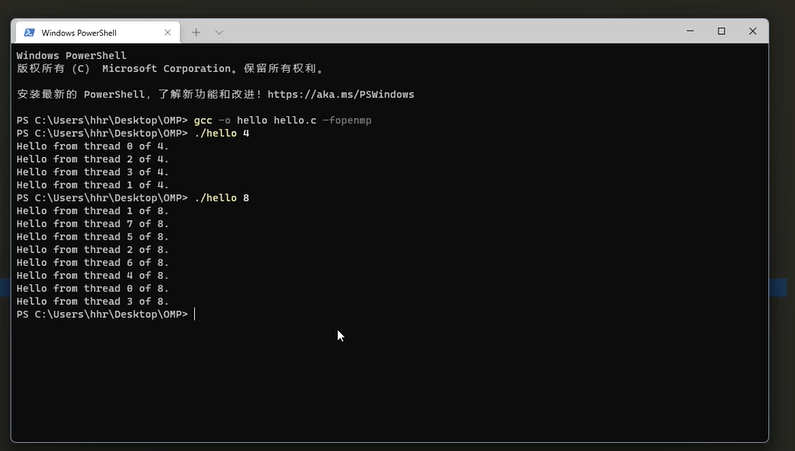 Windows PowerShell
Windows PowerShell
版权所有 (C)  Microsoft Corporation。保留所有权利。
安装最新的 PowerShell，了解新功能和改进！https://aka.ms/PSWindows
PS C:\Users\hhr\Desktop\OMP> gcc -o hello hello.c -fopenmp
PS C:\Users\hhr\Desktop\OMP> ./hello 4
Hello from thread 0 of 4.
Hello from thread 2 of 4.
Hello from thread 3 of 4.
Hello from thread 1 of 4.
PS C:\Users\hhr\Desktop\OMP> ./hello 8
Hello from thread 1 of 8.
Hello from thread 7 of 8.
Hello from thread 5 of 8.
Hello from thread 2 of 8.
Hello from thread 6 of 8.
Hello from thread 4 of 8.
Hello from thread 0 of 8.
Hello from thread 3 of 8.
PS C:\Users\hhr\Desktop\OMP>